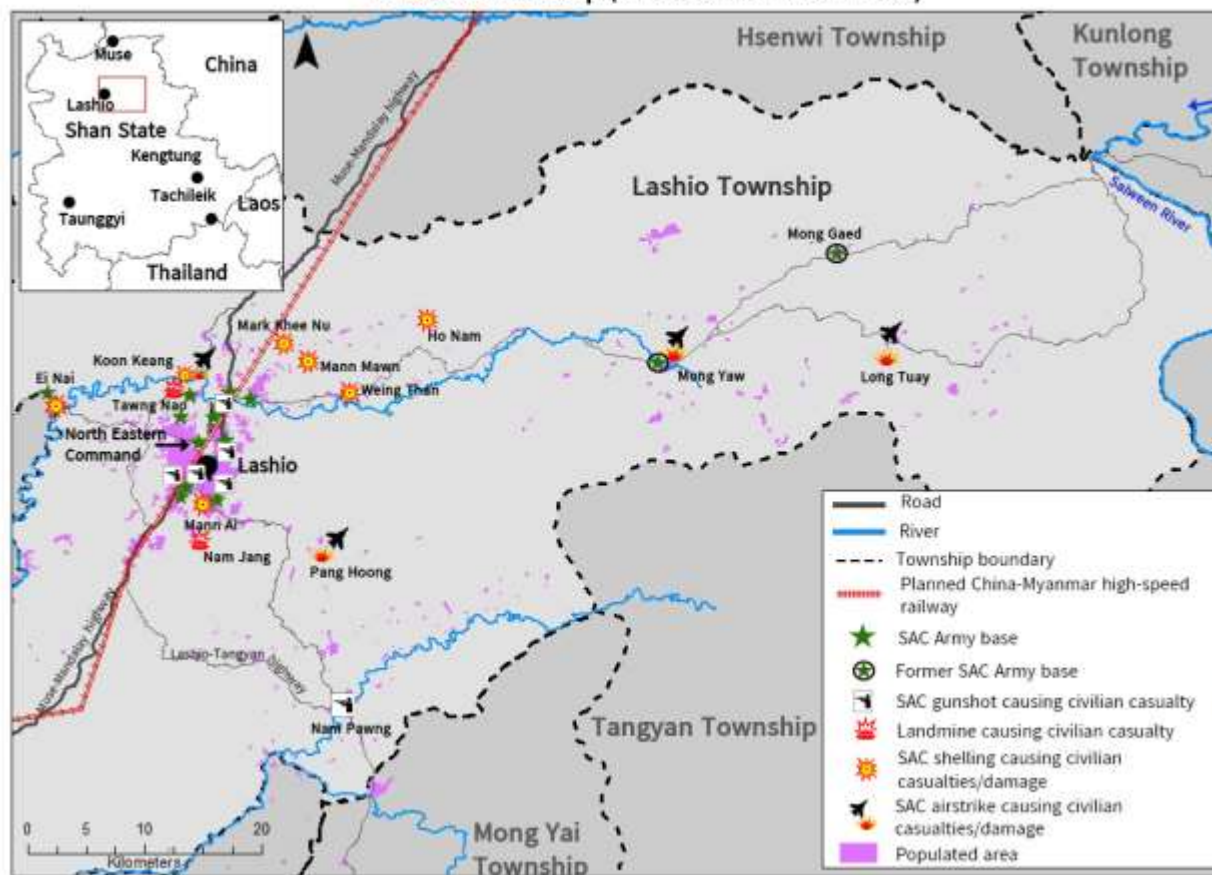 Hsenwi Township
Kunlong
Township
Muse
China
Lashio
Shan State
Kengtung
Tachileik
Laos
Taunggyi
Thailand
Muse-Mandalay highway
Lashio Township
Salween River
Mong Gaed
Mark Khee Nu
Ho Nam
Koon Keang
Mann Mawn
Ei Nai
Weing Than
Mong Yaw
Long Tuay
Tawng Nao
North Eastern
Command
Lashio
Mann Ai
Nam Jang
Pang Hoong
Muse-Mandalay highway
Lashio-Tangyan
highway
Nam Pawng
Tangyan Township
Mong Yai
Township
0 5 10 20
Kilometers
Road
River
Township boundary
Planned China-Myanmar high-speed
railway
SAC Army base
Former SAC Army base
SAC gunshot causing civilian casualty
Landmine causing civilian casualty
SAC shelling causing civilian
casualties/damage
SAC airstrike causing civilian
casualties/damage
Populated area